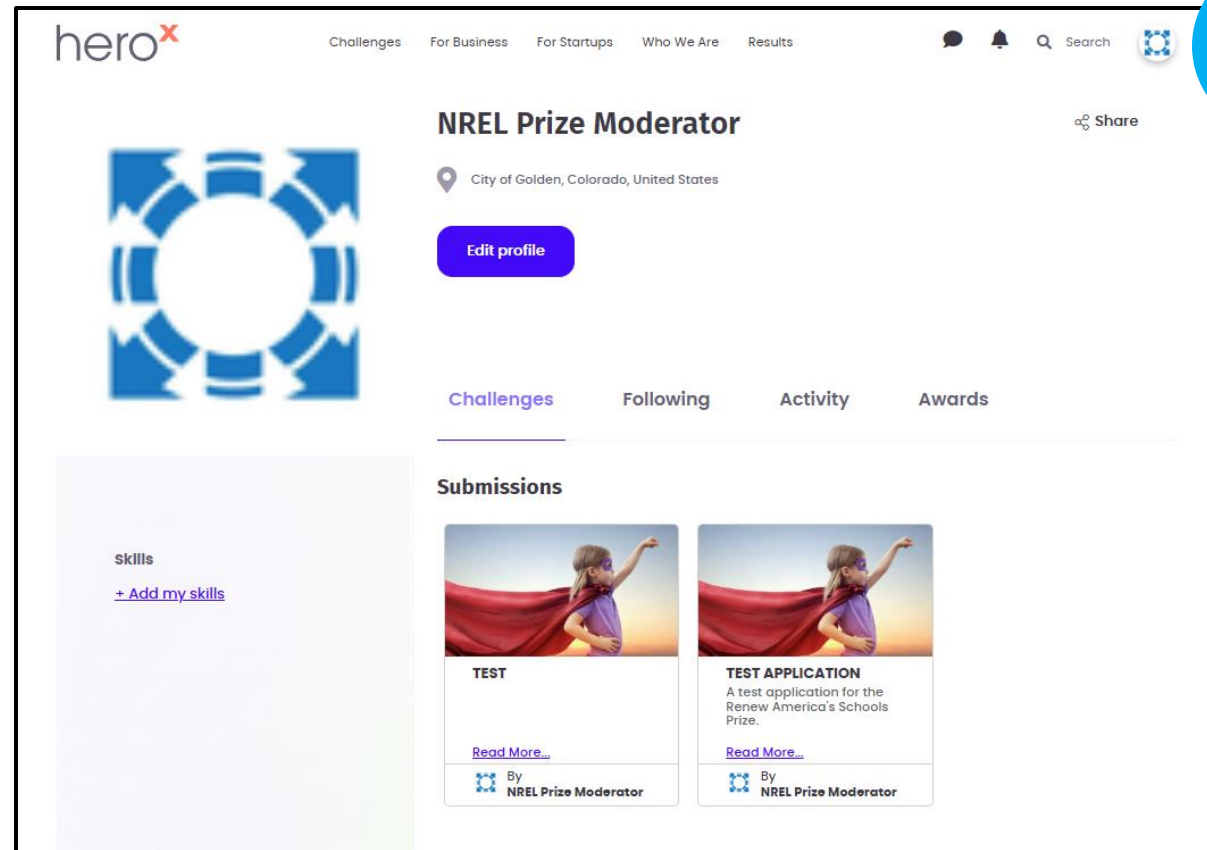 herox
Challenges For Business For Startups Who We Are Results Search
NREL Prize Moderator
Share
City of Golden, Colorado, United States
Edit profile
Challenges Following Activity Awards
Submissions
Skills
+ Add my skills
TEST
Read More...
By
NREL Prize Moderator
TEST APPLICATION
A test application for the
Renew America's Schools
Prize.
Read More...
By
NREL Prize Moderator